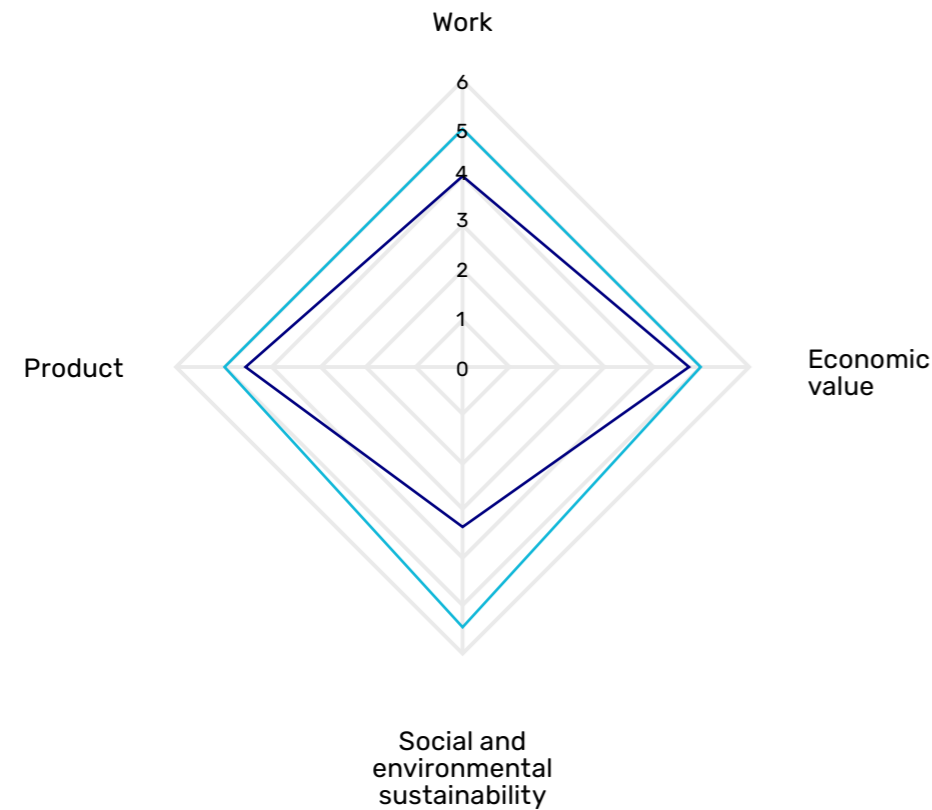 Work
6
5
4
3
2
1
0
Product
Economic
value
Social and
environmental
sustainability